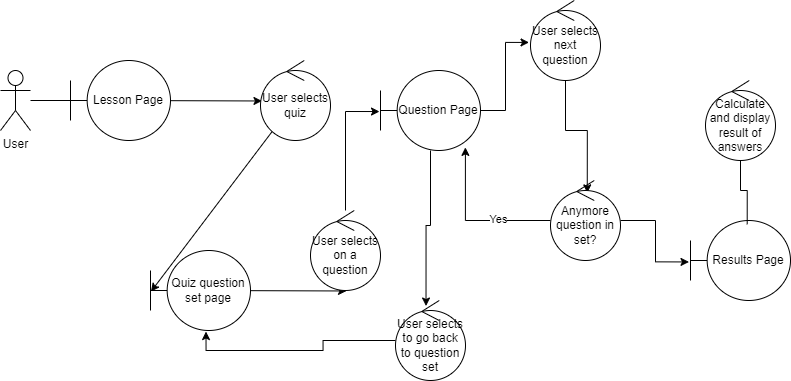 User
Lesson Page
User selects
quiz
Quiz question
set page
User selects
on a
question
Question Page
User selects
next
question
Yes
Anymore
question in
set?
User selects
to go back
to question
set
Calculate
and display
result of
answers
Results Page